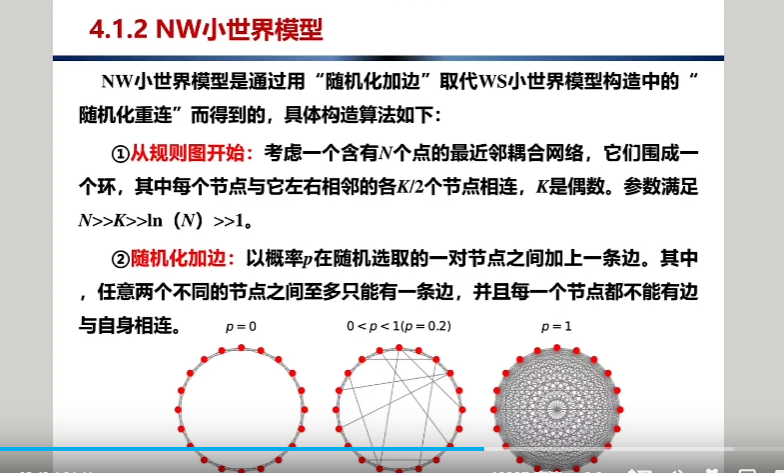 4.1.2 NW小世界模型
NW小世界模型是通过用“随机化加边”取代WS小世界模型构造中的“
随机化重连”而得到的，具体构造算法如下：
①从规则图开始：考虑一个含有N个点的最近邻耦合网络，它们围成一
个环，其中每个节点与它左右相邻的各K/2个节点相连，K是偶数。参数满足
N>>K>>ln（N）>>1。
②随机化加边：以概率p在随机选取的一对节点之间加上一条边。其中
，任意两个不同的节点之间至多只能有一条边，并且每一个节点都不能有边
与自身相连。
p = 0
0 < p < 1(p = 0.2)
p = 1